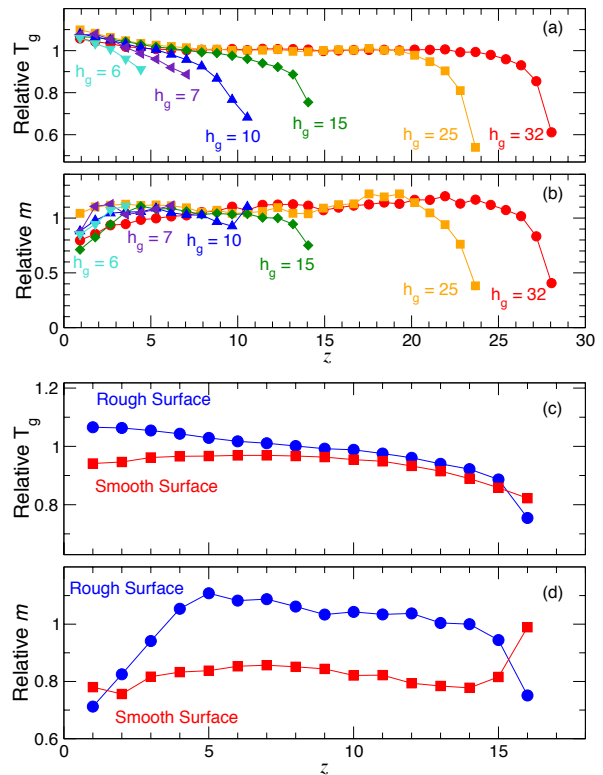 (a)
Relative T_g
1
0.8
0.6
h_g = 6
h_g = 7
h_g = 10
h_g = 15
h_g = 25
h_g = 32
(b)
Relative m
1
0.5
0
h_g = 6
h_g = 7
h_g = 10
h_g = 15
h_g = 25
h_g = 32
0 5 10 15 20 25 30
z
1.2
(c)
Relative T_g
1
0.8
Rough Surface
Smooth Surface
(d)
Relative m
1
0.8
0.6
Rough Surface
Smooth Surface
0 5 10 15
z